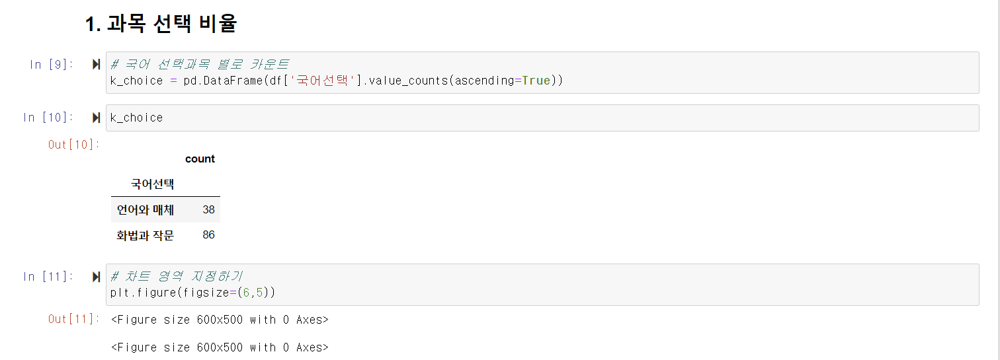 1. 과목 선택 비율
In [9]:
# 국어 선택과목 별로 카운트
k_choice = pd.DataFrame(df['국어선택'].value_counts(ascending=True))
In [10]:
k_choice
Out[10]:
count
국어선택
언어와 매체 38
화법과 작문 86
In [11]:
# 차트 영역 지정하기
plt.figure(figsize=(6,5))
Out[11]:
<Figure size 600x500 with 0 Axes>
<Figure size 600x500 with 0 Axes>